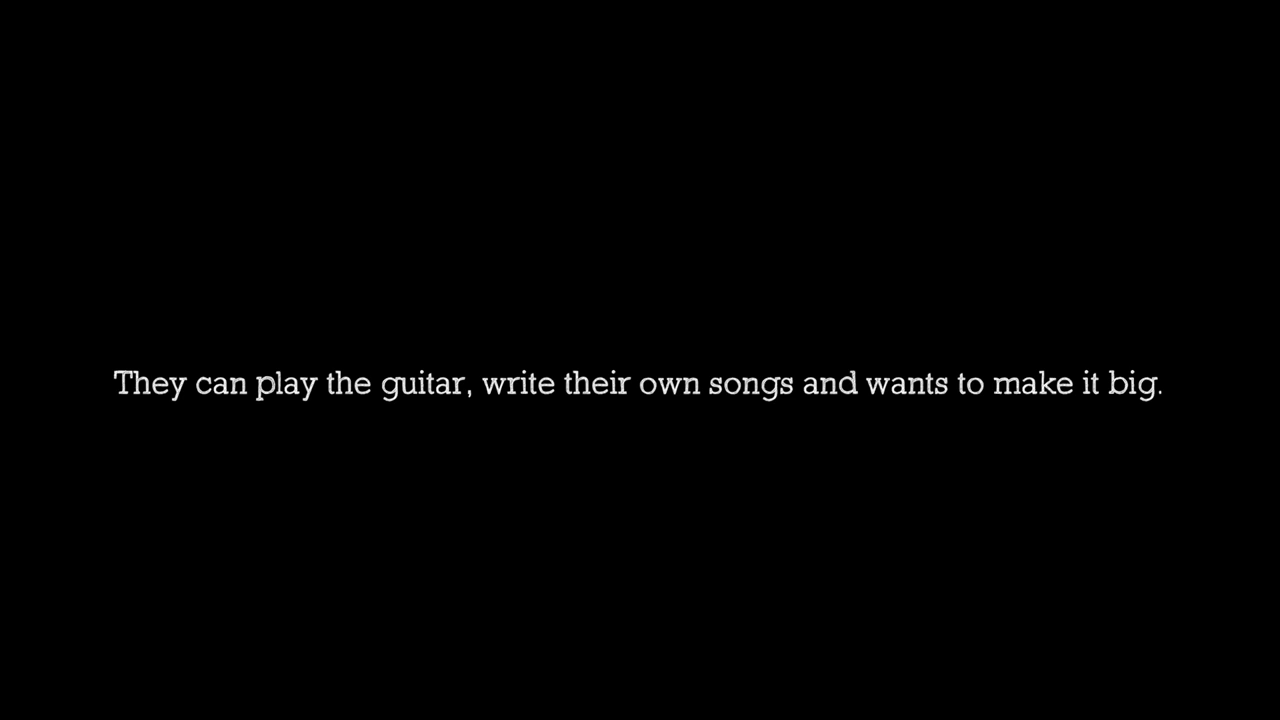 They can play the guitar, write their own songs and wants to make it big.